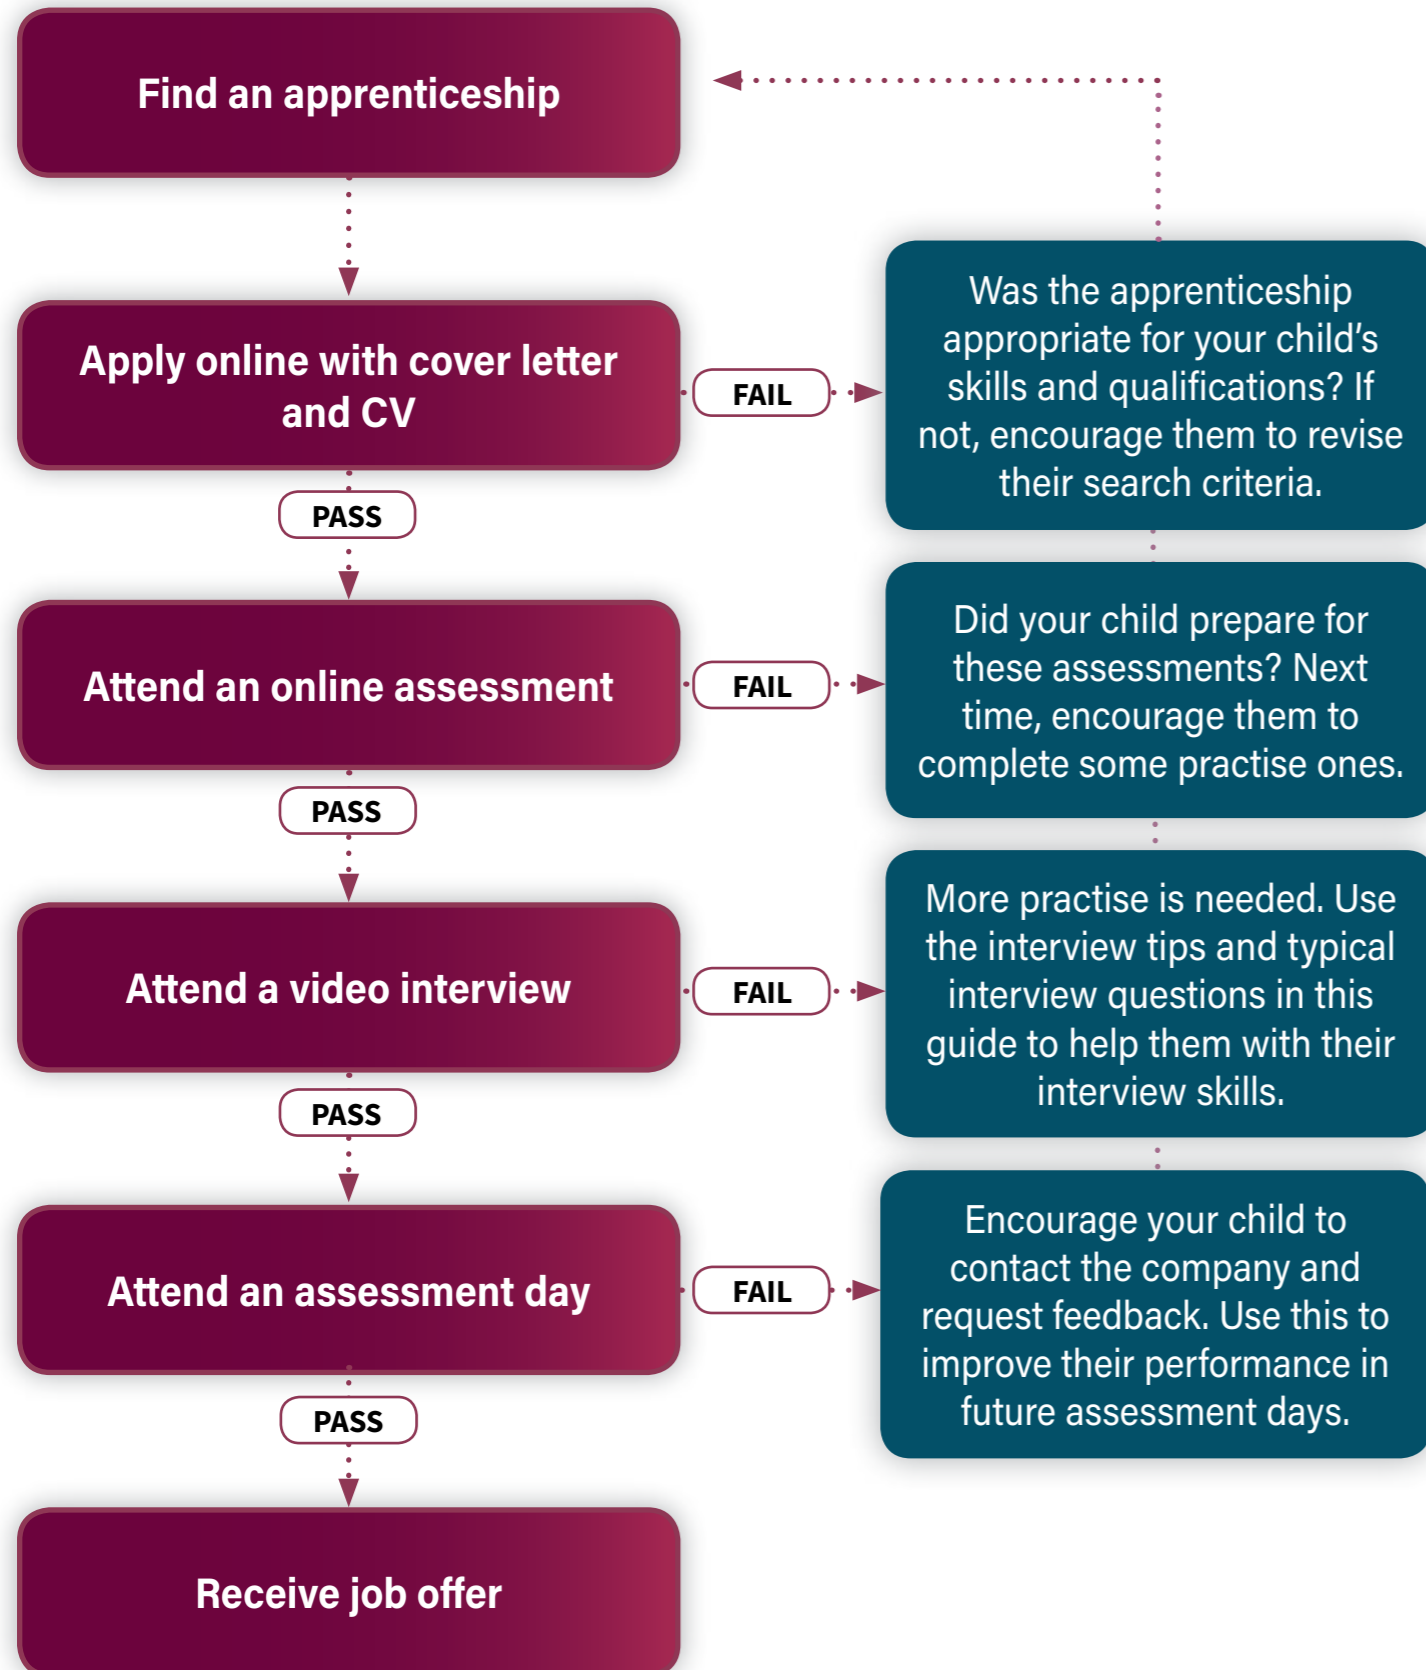 Find an apprenticeship
Apply online with cover letter
and CV
FAIL
Was the apprenticeship
appropriate for your child’s
skills and qualifications? If
not, encourage them to revise
their search criteria.
PASS
Attend an online assessment
FAIL
Did your child prepare for
these assessments? Next
time, encourage them to
complete some practise ones.
PASS
Attend a video interview
FAIL
More practise is needed. Use
the interview tips and typical
interview questions in this
guide to help them with their
interview skills.
PASS
Attend an assessment day
FAIL
Encourage your child to
contact the company and
request feedback. Use this to
improve their performance in
future assessment days.
PASS
Receive job offer